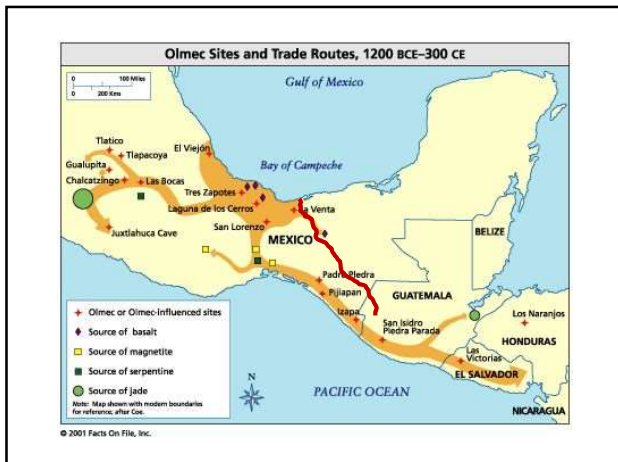 Olmec Sites and Trade Routes, 1200 BCE–300 CE
0 100 Miles
0 200 Kms
Gulf of Mexico
Tlatico
Tlapacoya
El Viejón
Gualupita
Bay of Campeche
Chalcatzingo
Las Bocas
Tres Zapotes
Laguna de los Cerros
La Venta
San Lorenzo
Juxtlahuca Cave
MEXICO
BELIZE
Padre Piedra
GUATEMALA
Pijiapan
Izapa
Los Naranjos
San Isidro
Piedra Parada
HONDURAS
Las
Victorias
EL SALVADOR
NICARAGUA
PACIFIC OCEAN
N
Olmec or Olmec-influenced sites
Source of basalt
Source of magnetite
Source of serpentine
Source of jade
Note: Map shown with modern boundaries
for reference; after Coe.
© 2001 Facts On File, Inc.